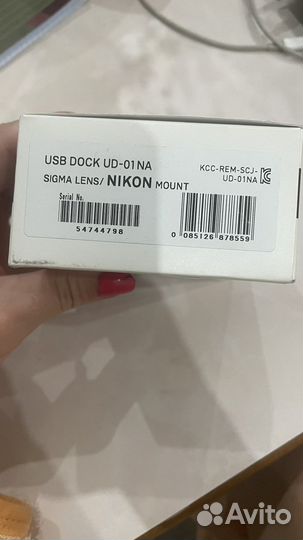 USB DOCK UD-01NA
KCC-REM-SCJ-
UD-01NA
SIGMA LENS/ NIKON MOUNT
Serial No.
54744798
0 085126 878559
Avito